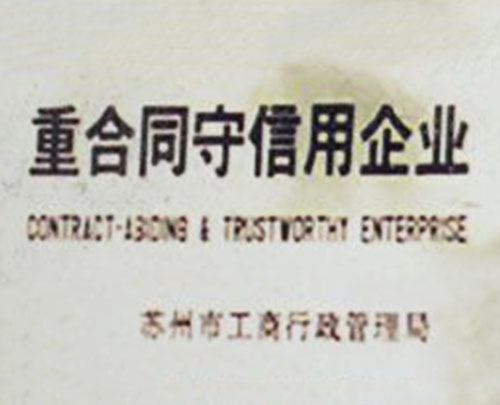 重合同守信用企业
CONTRACT-ABIDING & TRUSTWORTHY ENTERPRISE
苏州市工商行政管理局